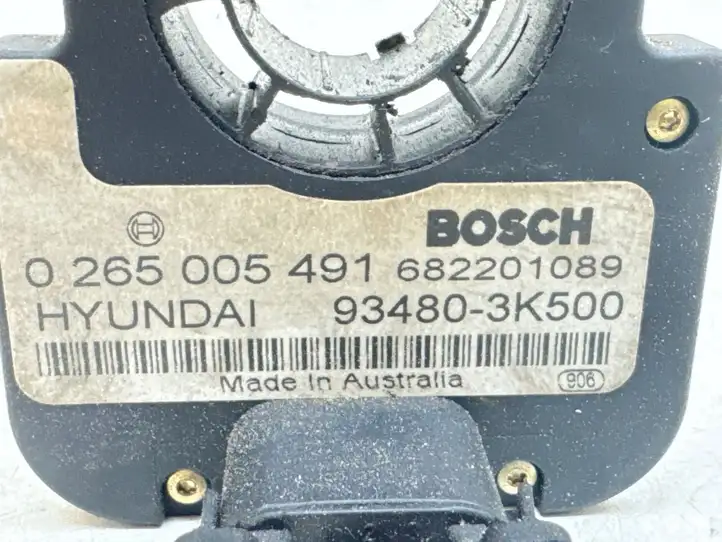 BOSCH
0 265 005 491 682201089
HYUNDAI 93480-3K500
Made In Australia 906